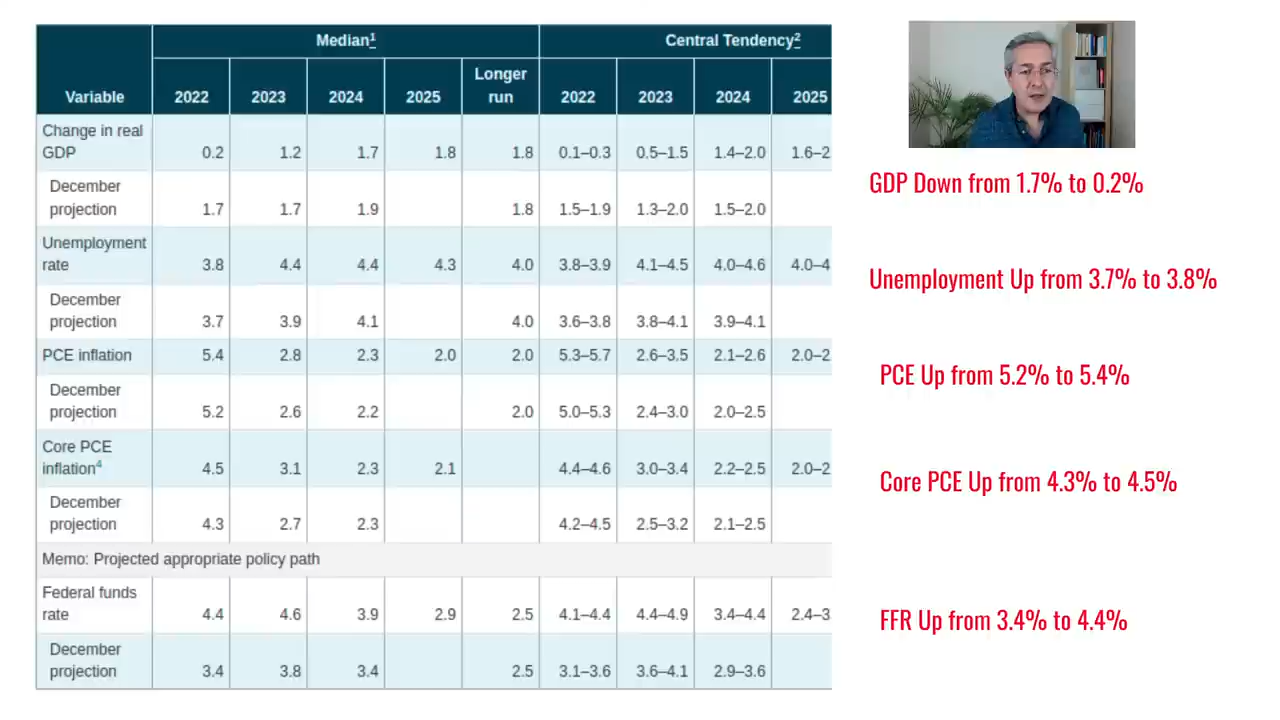 Median1 Central Tendency2
Variable 2022 2023 2024 2025 Longer run 2022 2023 2024 2025
Change in real GDP 0.2 1.2 1.7 1.8 1.8 0.1–0.3 0.5–1.5 1.4–2.0 1.6–2
December projection 1.7 1.7 1.9 1.8 1.5–1.9 1.3–2.0 1.5–2.0
Unemployment rate 3.8 4.4 4.4 4.3 4.0 3.8–3.9 4.1–4.5 4.0–4.6 4.0–4
December projection 3.7 3.9 4.1 4.0 3.6–3.8 3.8–4.1 3.9–4.1
PCE inflation 5.4 2.8 2.3 2.0 2.0 5.3–5.7 2.6–3.5 2.1–2.6 2.0–2
December projection 5.2 2.6 2.2 2.0 5.0–5.3 2.4–3.0 2.0–2.5
Core PCE inflation4 4.5 3.1 2.3 2.1 4.4–4.6 3.0–3.4 2.2–2.5 2.0–2
December projection 4.3 2.7 2.3 4.2–4.5 2.5–3.2 2.1–2.5
Memo: Projected appropriate policy path
Federal funds rate 4.4 4.6 3.9 2.9 2.5 4.1–4.4 4.4–4.9 3.4–4.4 2.4–3
December projection 3.4 3.8 3.4 2.5 3.1–3.6 3.6–4.1 2.9–3.6
GDP Down from 1.7% to 0.2%
Unemployment Up from 3.7% to 3.8%
PCE Up from 5.2% to 5.4%
Core PCE Up from 4.3% to 4.5%
FFR Up from 3.4% to 4.4%